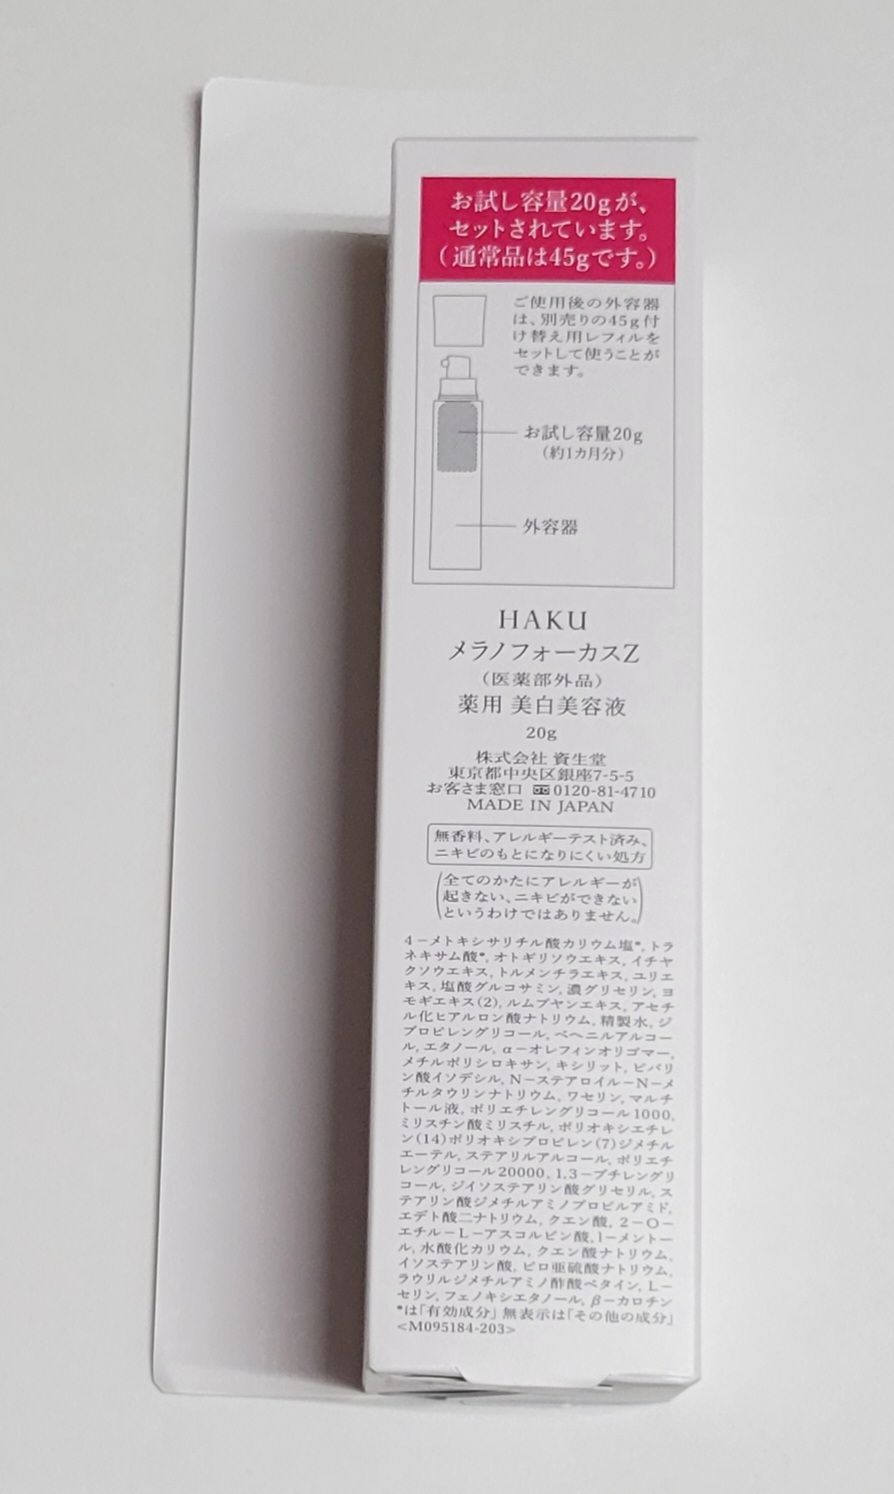 お試し容量20gが、
セットされています。
（通常品は45gです。）
ご使用後の外容器
は、別売りの45g付
け替え用レフィルを
セットして使うことが
できます。
お試し容量20g
（約1カ月分）
外容器
HAKU
メラノフォーカスZ
（医薬部外品）
薬用 美白美容液
20g
株式会社 資生堂
東京都中央区銀座7-5-5
お客さま窓口 0120-81-4710
MADE IN JAPAN
無香料、アレルギーテスト済み、
ニキビのもとになりにくい処方
（全てのかたにアレルギーが
起きない、ニキビができない
というわけではありません。）
4－メトキシサリチル酸カリウム塩*, トラ
ネキサム酸*, オトギリソウエキス, イチヤ
クソウエキス, トルメンチラエキス, ユリエ
キス, 塩酸グルコサミン, 濃グリセリン, ヨ
モギエキス(2), ルムプヤンエキス, アセチ
ル化ヒアルロン酸ナトリウム, 精製水, ジ
プロピレングリコール, ベヘニルアルコー
ル, エタノール, α－オレフィンオリゴマー,
メチルポリシロキサン, キシリット, ピバリ
ン酸イソデシル, N－ステアロイル－N－メ
チルタウリンナトリウム, ワセリン, マルチ
トール液, ポリエチレングリコール1000,
ミリスチン酸ミリスチル, ポリオキシエチレ
ン(14)ポリオキシプロピレン(7)ジメチル
エーテル, ステアリルアルコール, ポリエチ
レングリコール20000, 1,3－ブチレングリ
コール, ジイソステアリン酸グリセリル, ス
テアリン酸ジメチルアミノプロピルアミド,
エデト酸二ナトリウム, クエン酸, 2－O－
エチル－L－アスコルビン酸, l－メントー
ル, 水酸化カリウム, クエン酸ナトリウム,
イソステアリン酸, ピロ亜硫酸ナトリウム,
ラウリルジメチルアミノ酢酸ベタイン, L－
セリン, フェノキシエタノール, β－カロチン
*は「有効成分」無表示は「その他の成分」
<M095184-203>